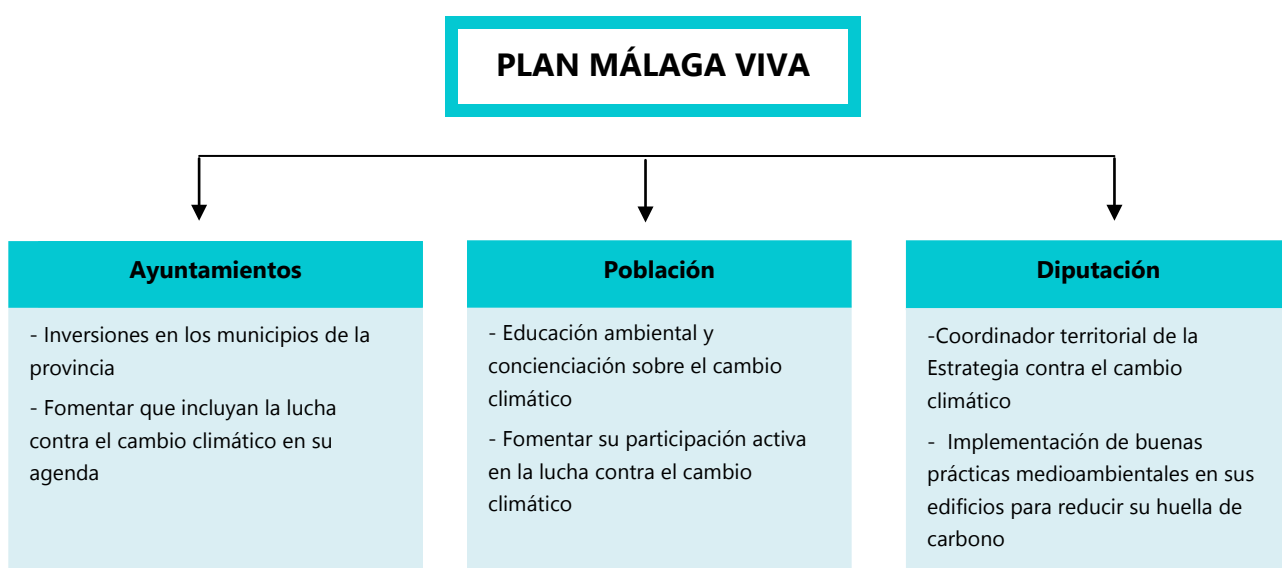 PLAN MÁLAGA VIVA
Ayuntamientos
- Inversiones en los municipios de la
provincia
- Fomentar que incluyan la lucha
contra el cambio climático en su
agenda
Población
- Educación ambiental y
concienciación sobre el cambio
climático
- Fomentar su participación activa
en la lucha contra el cambio
climático
Diputación
-Coordinador territorial de la
Estrategia contra el cambio
climático
- Implementación de buenas
prácticas medioambientales en sus
edificios para reducir su huella de
carbono